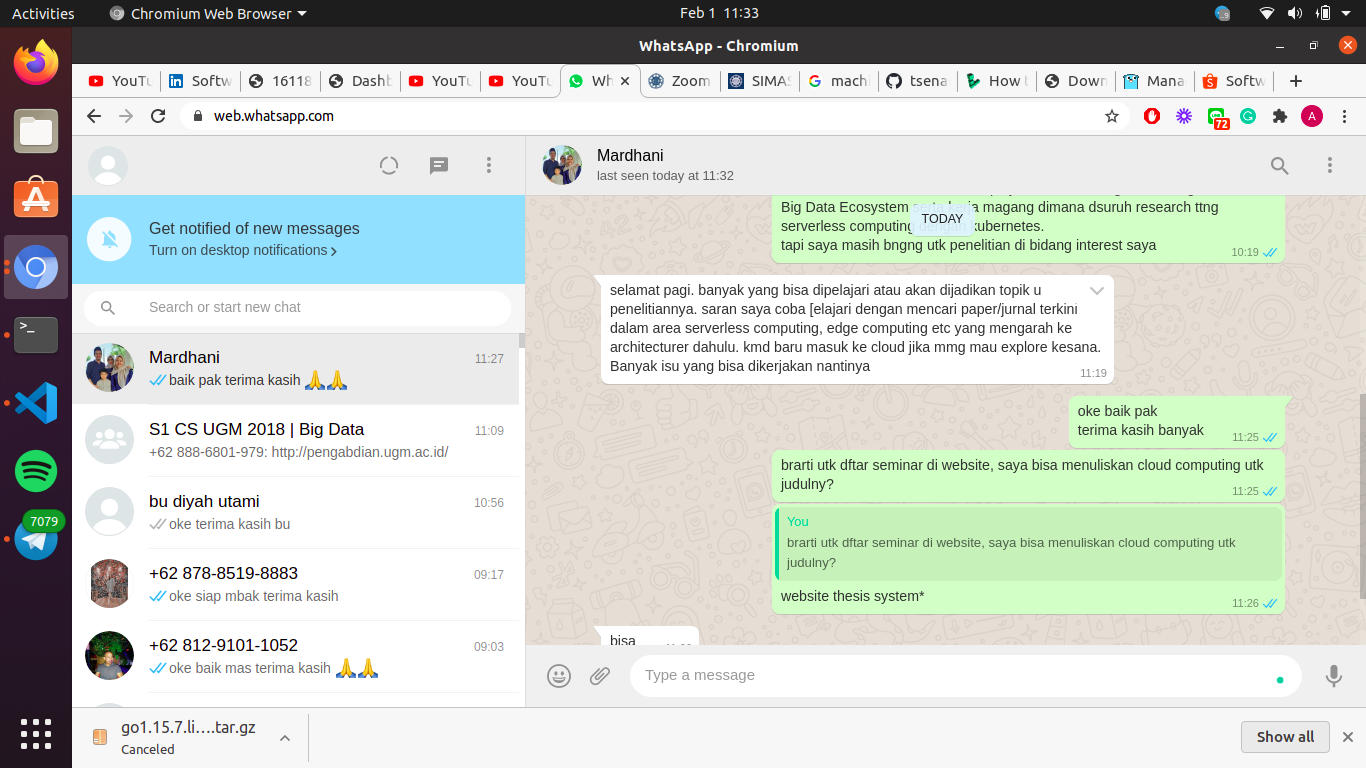 Activities
Chromium Web Browser
Feb 1 11:33
WhatsApp - Chromium
YouTu
Softw
16118
Dashb
YouTu
YouTu
Wh
Zoom
SIMAS
mach
tsena
How t
Down
Mana
Softw
web.whatsapp.com
72
A
Get notified of new messages
Turn on desktop notifications
Search or start new chat
Mardhani
11:27
baik pak terima kasih 🙏🙏
S1 CS UGM 2018 | Big Data
11:09
+62 888-6801-979: http://pengabdian.ugm.ac.id/
bu diyah utami
10:56
oke terima kasih bu
+62 878-8519-8883
09:17
oke siap mbak terima kasih
+62 812-9101-1052
09:03
oke baik mas terima kasih 🙏🙏
7079
Mardhani
last seen today at 11:32
TODAY
Big Data Ecosystem serta kerja magang dimana dsuruh research ttng
serverless computing dengan kubernetes.
tapi saya masih bngng utk penelitian di bidang interest saya
10:19
selamat pagi. banyak yang bisa dipelajari atau akan dijadikan topik u
penelitiannya. saran saya coba [elajari dengan mencari paper/jurnal terkini
dalam area serverless computing, edge computing etc yang mengarah ke
architecturer dahulu. kmd baru masuk ke cloud jika mmg mau explore kesana.
Banyak isu yang bisa dikerjakan nantinya
11:19
oke baik pak
terima kasih banyak
11:25
brarti utk dftar seminar di website, saya bisa menuliskan cloud computing utk
judulny?
11:25
You
brarti utk dftar seminar di website, saya bisa menuliskan cloud computing utk
judulny?
website thesis system*
11:26
bisa
Type a message
go1.15.7.li....tar.gz
Canceled
Show all